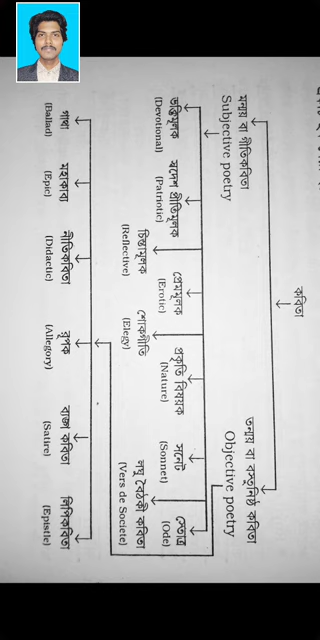 কবিতা
মন্ময় বা গীতিকবিতা
Subjective poetry
তন্ময় বা বস্তুনিষ্ঠ কবিতা
Objective poetry
ভক্তিমূলক
(Devotional)
স্বদেশ প্রীতিমূলক
(Patriotic)
চিন্তামূলক
(Reflective)
প্রেমমূলক
(Erotic)
শোকগীতি
(Elegy)
প্রকৃতি বিষয়ক
(Nature)
সনেট
(Sonnet)
লঘু বৈঠকী কবিতা
(Vers de Societe)
স্তোত্র
(Ode)
গাথা
(Ballad)
মহাকাব্য
(Epic)
নীতিকবিতা
(Didactic)
রূপক
(Allegory)
ব্যঙ্গ কবিতা
(Satire)
লিপিকবিতা
(Epistle)